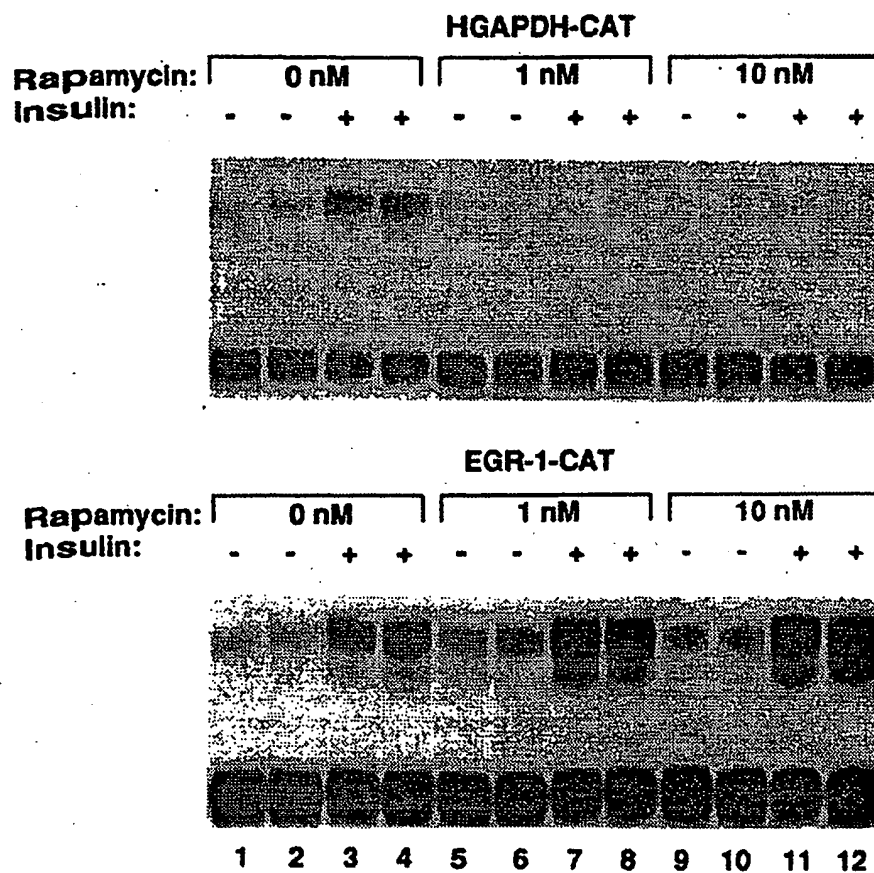 HGAPDH-CAT
Rapamycin: 0 nM 1 nM 10 nM
Insulin: - - + + - - + + - - + +
EGR-1-CAT
Rapamycin: 0 nM 1 nM 10 nM
Insulin: - - + + - - + + - - + +
1 2 3 4 5 6 7 8 9 10 11 12